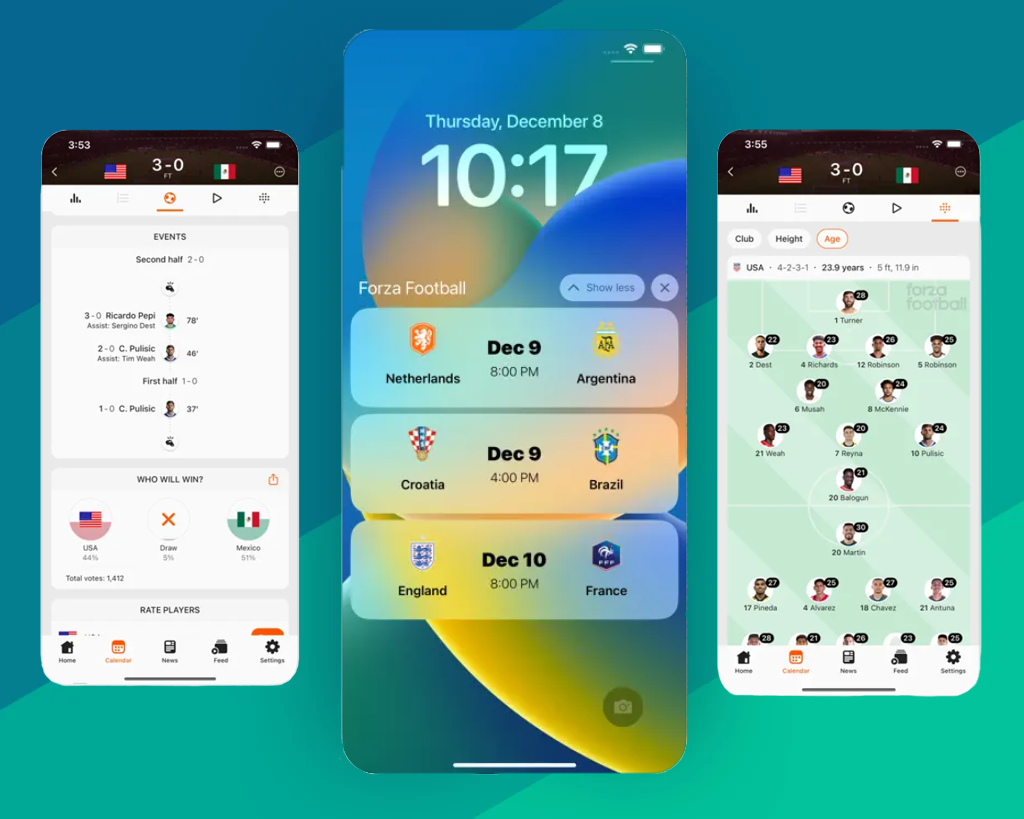 3:53
3-0
FT
EVENTS
Second half 2-0
3-0 Ricardo Pepi
Assist: Sergino Dest
78'
2-0 C. Pulisic
Assist: Tim Weah
46'
First half 1-0
1-0 C. Pulisic 37'
WHO WILL WIN?
USA
44%
Draw
5%
Mexico
51%
Total votes: 1,412
RATE PLAYERS
Home Calendar News Feed Settings
Thursday, December 8
10:17
Forza Football
Show less
Dec 9
8:00 PM
Netherlands
AFA
Argentina
Dec 9
4:00 PM
Croatia
Brazil
Dec 10
8:00 PM
England
FFF
France
3:55
3-0
FT
Club Height Age
USA · 4-2-3-1 · 23.9 years · 5 ft, 11.9 in
forza
football
28
1 Turner
22 23 26 25
2 Dest 4 Richards 12 Robinson 5 Robinson
20 24
6 Musah 8 McKennie
23 20 24
21 Weah 7 Reyna 10 Pulisic
21
20 Balogun
30
20 Martin
27 25 27 25
17 Pineda 4 Alvarez 18 Chavez 21 Antuna
28 21 26 23 25
Home Calendar News Feed Settings